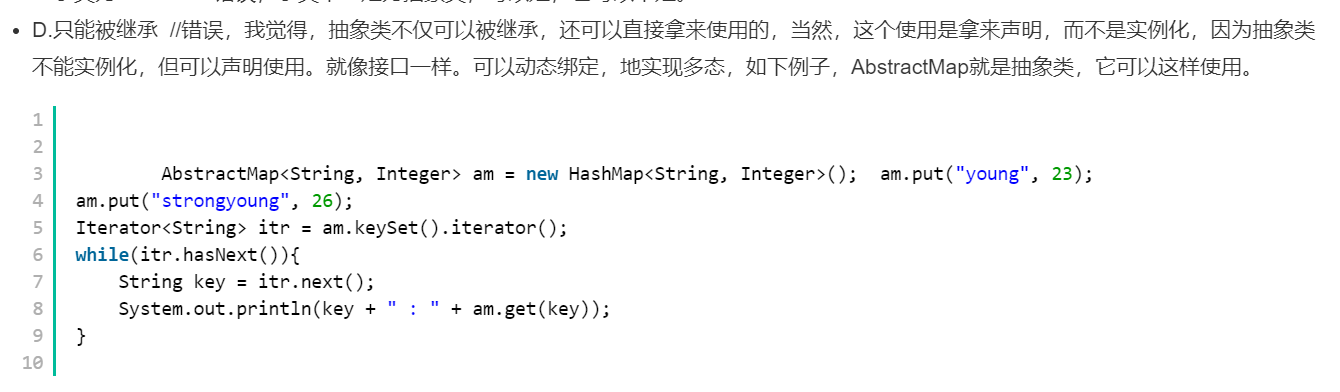 D.只能被继承 //错误，我觉得，抽象类不仅可以被继承，还可以直接拿来使用的，当然，这个使用是拿来声明，而不是实例化，因为抽象类
不能实例化，但可以声明使用。就像接口一样。可以动态绑定，地实现多态，如下例子，AbstractMap就是抽象类，它可以这样使用。
1
2
3 AbstractMap<String, Integer> am = new HashMap<String, Integer>(); am.put("young", 23);
4 am.put("strongyoung", 26);
5 Iterator<String> itr = am.keySet().iterator();
6 while(itr.hasNext()){
7 String key = itr.next();
8 System.out.println(key + " : " + am.get(key));
9 }
10